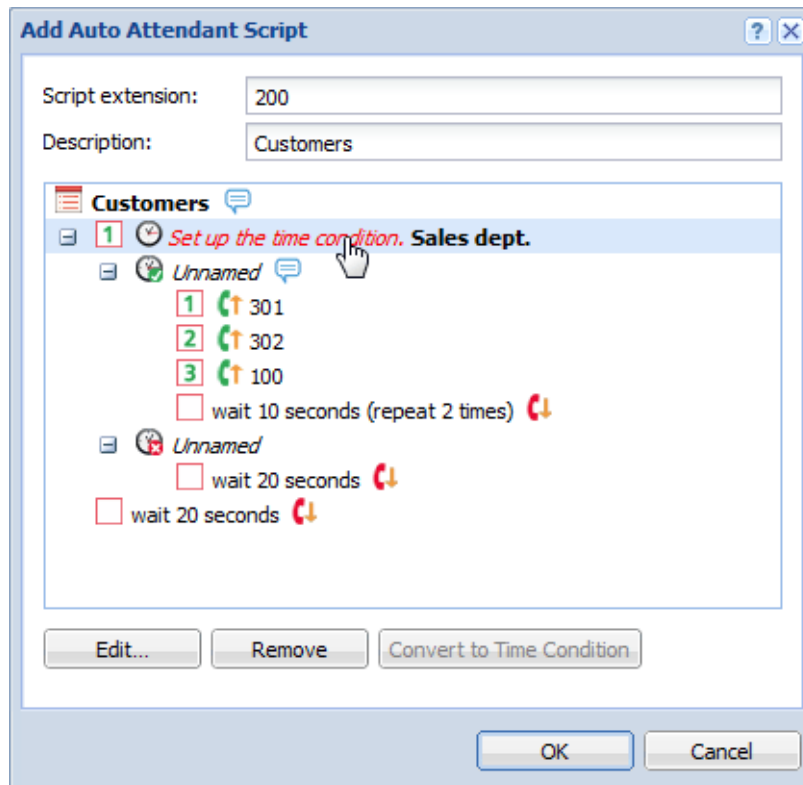 Add Auto Attendant Script
Script extension: 200
Description: Customers
Customers
1 Set up the time condition. Sales dept.
Unnamed
1 301
2 302
3 100
wait 10 seconds (repeat 2 times)
Unnamed
wait 20 seconds
wait 20 seconds
Edit... Remove Convert to Time Condition
OK Cancel